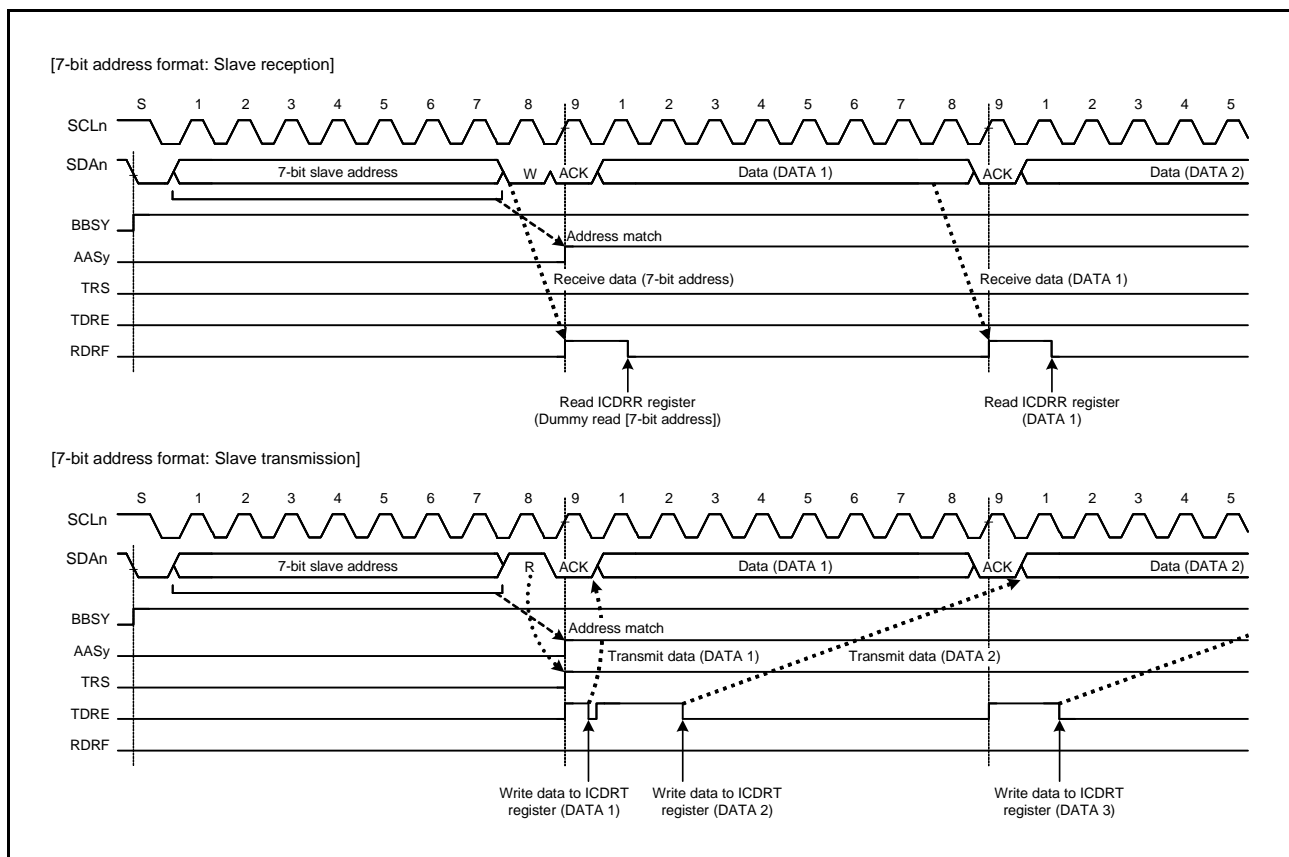 [7-bit address format: Slave reception]
S 1 2 3 4 5 6 7 8 9 1 2 3 4 5 6 7 8 9 1 2 3 4 5
SCLn
SDAn 7-bit slave address W ACK Data (DATA 1) ACK Data (DATA 2)
BBSY
Address match
AASy
Receive data (7-bit address) Receive data (DATA 1)
TRS
TDRE
RDRF
Read ICDRR register
(Dummy read [7-bit address])
Read ICDRR register
(DATA 1)
[7-bit address format: Slave transmission]
S 1 2 3 4 5 6 7 8 9 1 2 3 4 5 6 7 8 9 1 2 3 4 5
SCLn
SDAn 7-bit slave address R ACK Data (DATA 1) ACK Data (DATA 2)
BBSY
Address match
AASy
Transmit data (DATA 1) Transmit data (DATA 2)
TRS
TDRE
RDRF
Write data to ICDRT
register (DATA 1)
Write data to ICDRT
register (DATA 2)
Write data to ICDRT
register (DATA 3)